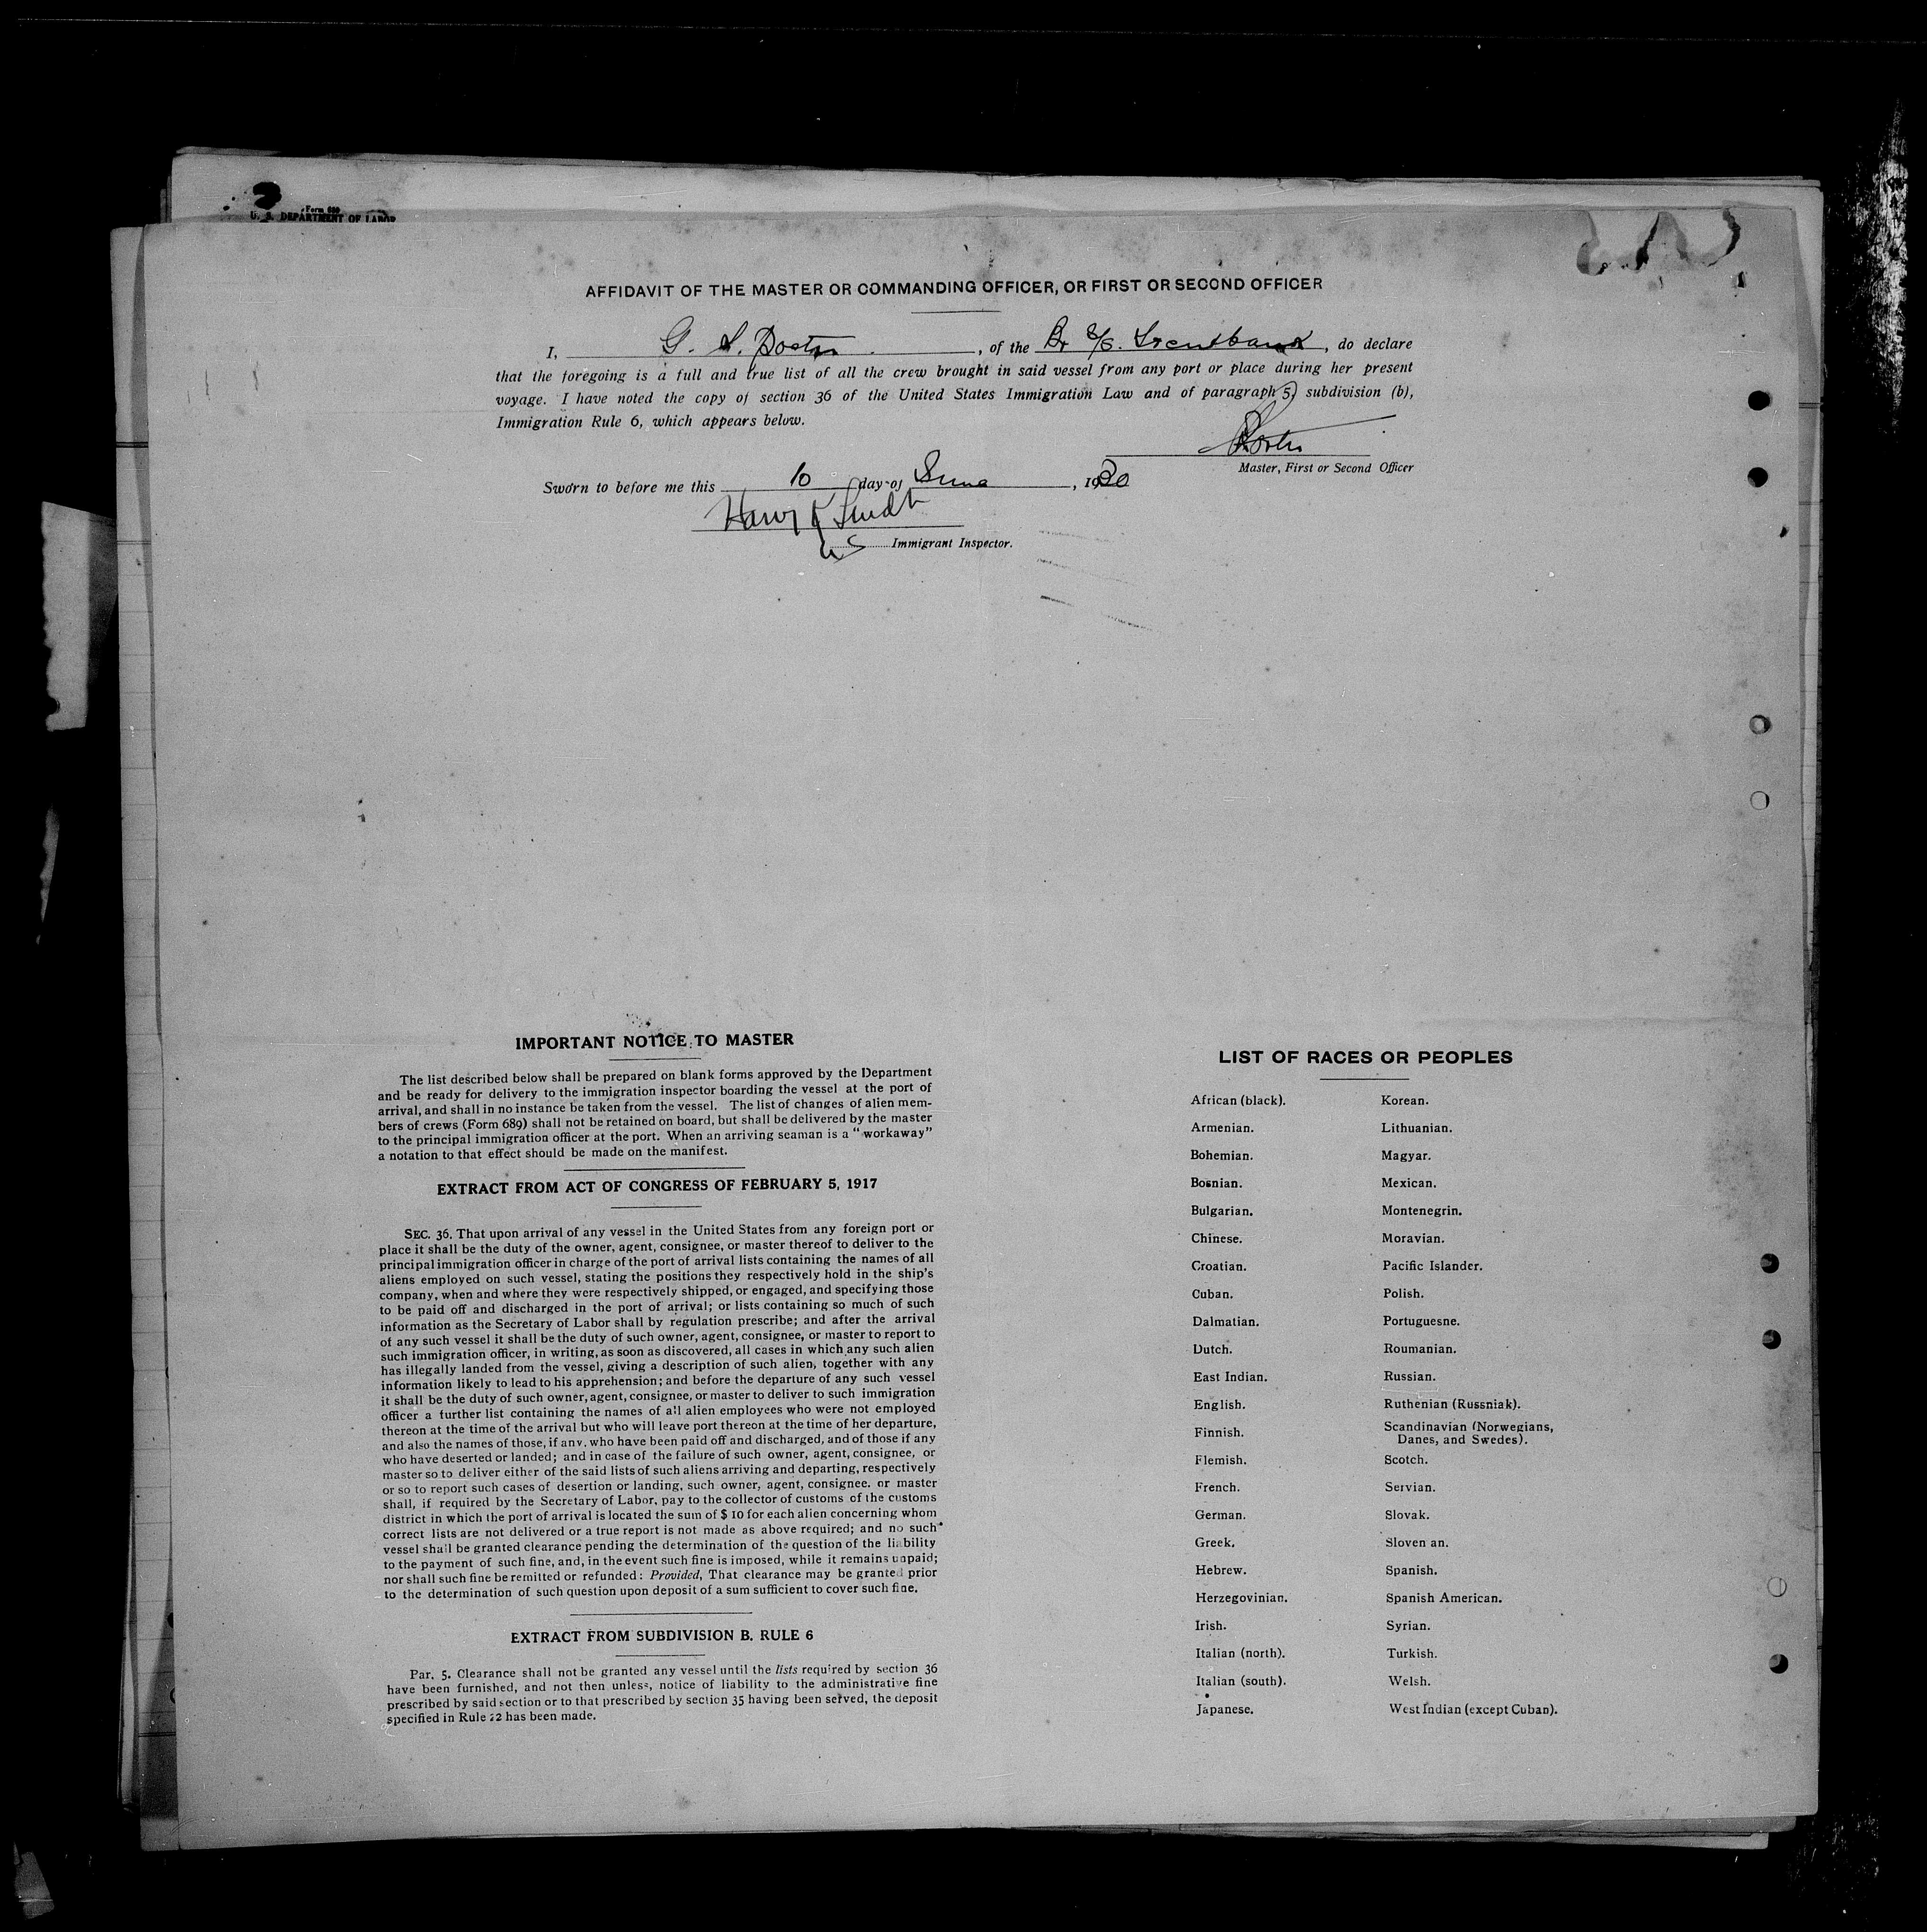 Form 689
U. S. DEPARTMENT OF LABOR
AFFIDAVIT OF THE MASTER OR COMMANDING OFFICER, OR FIRST OR SECOND OFFICER
I, G. , of the Br S/S. Trentbank, do declare
that the foregoing is a full and true list of all the crew brought in said vessel from any port or place during her present
voyage. I have noted the copy of section 36 of the United States Immigration Law and of paragraph 5, subdivision (b),
Immigration Rule 6, which appears below.
Master, First or Second Officer
Sworn to before me this 10 day of June, 1920
Harry K
US Immigrant Inspector.
IMPORTANT NOTICE TO MASTER
The list described below shall be prepared on blank forms approved by the Department
and be ready for delivery to the immigration inspector boarding the vessel at the port of
arrival, and shall in no instance be taken from the vessel. The list of changes of alien mem-
bers of crews (Form 689) shall not be retained on board, but shall be delivered by the master
to the principal immigration officer at the port. When an arriving seaman is a "workaway"
a notation to that effect should be made on the manifest.
EXTRACT FROM ACT OF CONGRESS OF FEBRUARY 5, 1917
SEC. 36. That upon arrival of any vessel in the United States from any foreign port or
place it shall be the duty of the owner, agent, consignee, or master thereof to deliver to the
principal immigration officer in charge of the port of arrival lists containing the names of all
aliens employed on such vessel, stating the positions they respectively hold in the ship's
company, when and where they were respectively shipped, or engaged, and specifying those
to be paid off and discharged in the port of arrival; or lists containing so much of such
information as the Secretary of Labor shall by regulation prescribe; and after the arrival
of any such vessel it shall be the duty of such owner, agent, consignee, or master to report to
such immigration officer, in writing, as soon as discovered, all cases in which any such alien
has illegally landed from the vessel, giving a description of such alien, together with any
information likely to lead to his apprehension; and before the departure of any such vessel
it shall be the duty of such owner, agent, consignee, or master to deliver to such immigration
officer a further list containing the names of all alien employees who were not employed
thereon at the time of the arrival but who will leave port thereon at the time of her departure,
and also the names of those, if any, who have been paid off and discharged, and of those if any
who have deserted or landed; and in case of the failure of such owner, agent, consignee, or
master so to deliver either of the said lists of such aliens arriving and departing, respectively
or so to report such cases of desertion or landing, such owner, agent, consignee, or master
shall, if required by the Secretary of Labor, pay to the collector of customs of the customs
district in which the port of arrival is located the sum of $ 10 for each alien concerning whom
correct lists are not delivered or a true report is not made as above required; and no such
vessel shall be granted clearance pending the determination of the question of the liability
to the payment of such fine, and, in the event such fine is imposed, while it remains unpaid;
nor shall such fine be remitted or refunded: Provided, That clearance may be granted prior
to the determination of such question upon deposit of a sum sufficient to cover such fine.
EXTRACT FROM SUBDIVISION B. RULE 6
Par. 5. Clearance shall not be granted any vessel until the lists required by section 36
have been furnished, and not then unless, notice of liability to the administrative fine
prescribed by said section or to that prescribed by section 35 having been served, the deposit
specified in Rule 22 has been made.
LIST OF RACES OR PEOPLES
African (black). Korean.
Armenian. Lithuanian.
Bohemian. Magyar.
Bosnian. Mexican.
Bulgarian. Montenegrin.
Chinese. Moravian.
Croatian. Pacific Islander.
Cuban. Polish.
Dalmatian. Portuguesne.
Dutch. Roumanian.
East Indian. Russian.
English. Ruthenian (Russniak).
Finnish. Scandinavian (Norwegians,
Danes, and Swedes).
Flemish. Scotch.
French. Servian.
German. Slovak.
Greek. Sloven an.
Hebrew. Spanish.
Herzegovinian. Spanish American.
Irish. Syrian.
Italian (north). Turkish.
Italian (south). Welsh.
Japanese. West Indian (except Cuban).